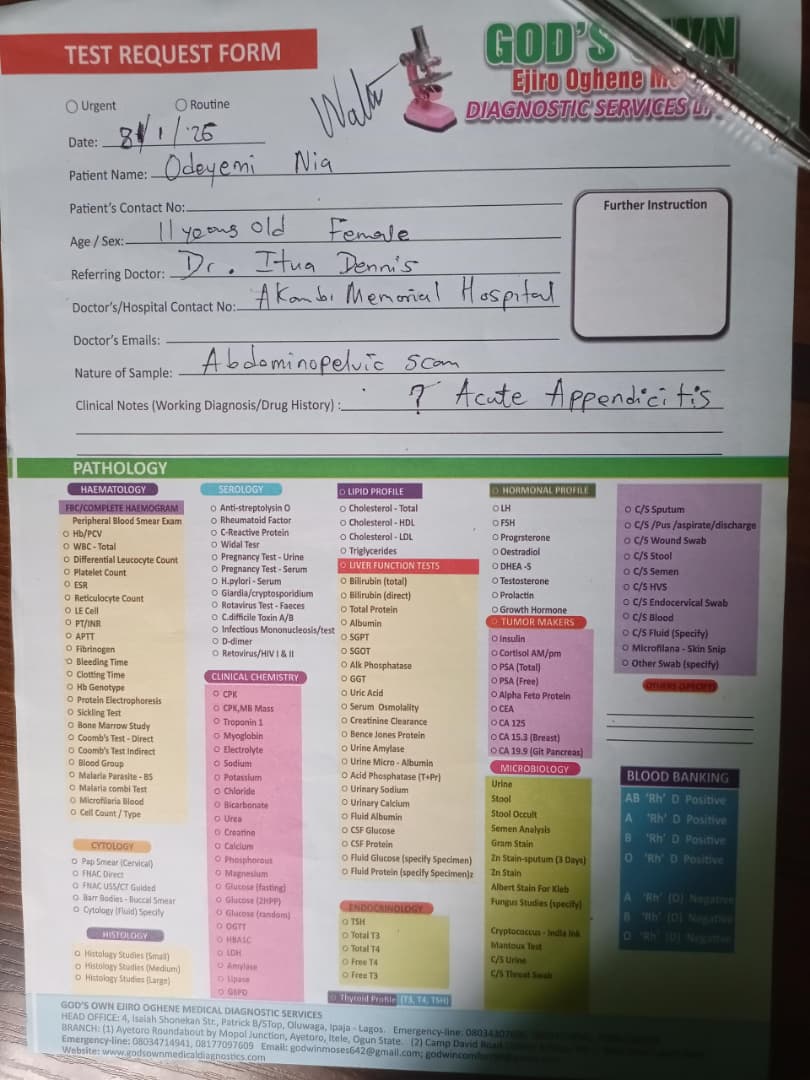 TEST REQUEST FORM
GOD'S OWN
Ejiro Oghene
DIAGNOSTIC SERVICES
Urgent Routine
Date: 8/1/'26
Patient Name: Odeyemi Nia
Patient's Contact No:
Further Instruction
Age / Sex: 11 years old Female
Referring Doctor: Dr. Itua Dennis
Doctor's/Hospital Contact No: Akanbi Memorial Hospital
Doctor's Emails:
Nature of Sample: Abdominopelvic scan
Clinical Notes (Working Diagnosis/Drug History) : ? Acute Appendicitis
PATHOLOGY
HAEMATOLOGY
FBC/COMPLETE HAEMOGRAM
Peripheral Blood Smear Exam
Hb/PCV
WBC - Total
Differential Leucocyte Count
Platelet Count
ESR
Reticulocyte Count
LE Cell
PT/INR
APTT
Fibrinogen
Bleeding Time
Clotting Time
Hb Genotype
Protein Electrophoresis
Sickling Test
Bone Marrow Study
Coomb's Test - Direct
Coomb's Test Indirect
Blood Group
Malaria Parasite - BS
Malaria combi Test
Microfilaria Blood
Cell Count / Type
CYTOLOGY
Pap Smear (Cervical)
FNAC Direct
FNAC USS/CT Guided
Barr Bodies - Buccal Smear
Cytology (Fluid) Specify
HISTOLOGY
Histology Studies (Small)
Histology Studies (Medium)
Histology Studies (Large)
SEROLOGY
Anti-streptolysin O
Rheumatoid Factor
C-Reactive Protein
Widal Tesr
Pregnancy Test - Urine
Pregnancy Test - Serum
H.pylori - Serum
Giardia/cryptosporidium
Rotavirus Test - Faeces
C.difficile Toxin A/B
Infectious Mononucleosis/test
D-dimer
Retovirus/HIV I & II
CLINICAL CHEMISTRY
CPK
CPK,MB Mass
Troponin 1
Myoglobin
Electrolyte
Sodium
Potassium
Chloride
Bicarbonate
Urea
Creatine
Calcium
Phosphorous
Magnesium
Glucose (fasting)
Glucose (2HPP)
Glucose (random)
OGTT
HBASC
LDH
Amylase
Lipase
G6PD
LIPID PROFILE
Cholesterol - Total
Cholesterol - HDL
Cholesterol - LDL
Triglycerides
LIVER FUNCTION TESTS
Bilirubin (total)
Bilirubin (direct)
Total Protein
Albumin
SGPT
SGOT
Alk Phosphatase
GGT
Uric Acid
Serum Osmolality
Creatinine Clearance
Bence Jones Protein
Urine Amylase
Urine Micro - Albumin
Acid Phosphatase (T+Pr)
Urinary Sodium
Urinary Calcium
Fluid Albumin
CSF Glucose
CSF Protein
Fluid Glucose (specify Specimen)
Fluid Protein (specify Specimen)z
ENDOCRINOLOGY
TSH
Total T3
Total T4
Free T4
Free T3
Thyroid Profile (T3, T4, TSH)
HORMONAL PROFILE
LH
FSH
Progrsterone
Oestradiol
DHEA -S
Testosterone
Prolactin
Growth Hormone
TUMOR MAKERS
Insulin
Cortisol AM/pm
PSA (Total)
PSA (Free)
Alpha Feto Protein
CEA
CA 125
CA 15.3 (Breast)
CA 19.9 (Git Pancreas)
MICROBIOLOGY
Urine
Stool
Stool Occult
Semen Analysis
Gram Stain
Zn Stain-sputum (3 Days)
Zn Stain
Albert Stain For Kleb
Fungus Studies (specify)
Cryptococcus - India Ink
Mantoux Test
C/S Urine
C/S Throat Swab
C/S Sputum
C/S /Pus /aspirate/discharge
C/S Wound Swab
C/S Stool
C/S Semen
C/S HVS
C/S Endocervical Swab
C/S Blood
C/S Fluid (Specify)
Microfilana - Skin Snip
Other Swab (specify)
OTHERS (SPECIFY)
BLOOD BANKING
AB 'Rh' D Positive
A 'Rh' D Positive
B 'Rh' D Positive
O 'Rh' D Positive
A 'Rh' (D) Negative
B 'Rh' (D) Negative
O 'Rh' (D) Negative
GOD'S OWN EJIRO OGHENE MEDICAL DIAGNOSTIC SERVICES
HEAD OFFICE: 4, Isaiah Shonekan Str., Patrick B/STop, Oluwaga, Ipaja - Lagos. Emergency-line:
BRANCH: (1) Ayetoro Roundabout by Mopol Junction, Ayetoro, Itele, Ogun State. (2) Camp David Road
Emergency-line: 08034714941, 08177097609 Email: godwinmoses642@gmail.com;
Website: www.godsownmedicaldiagnostics.com